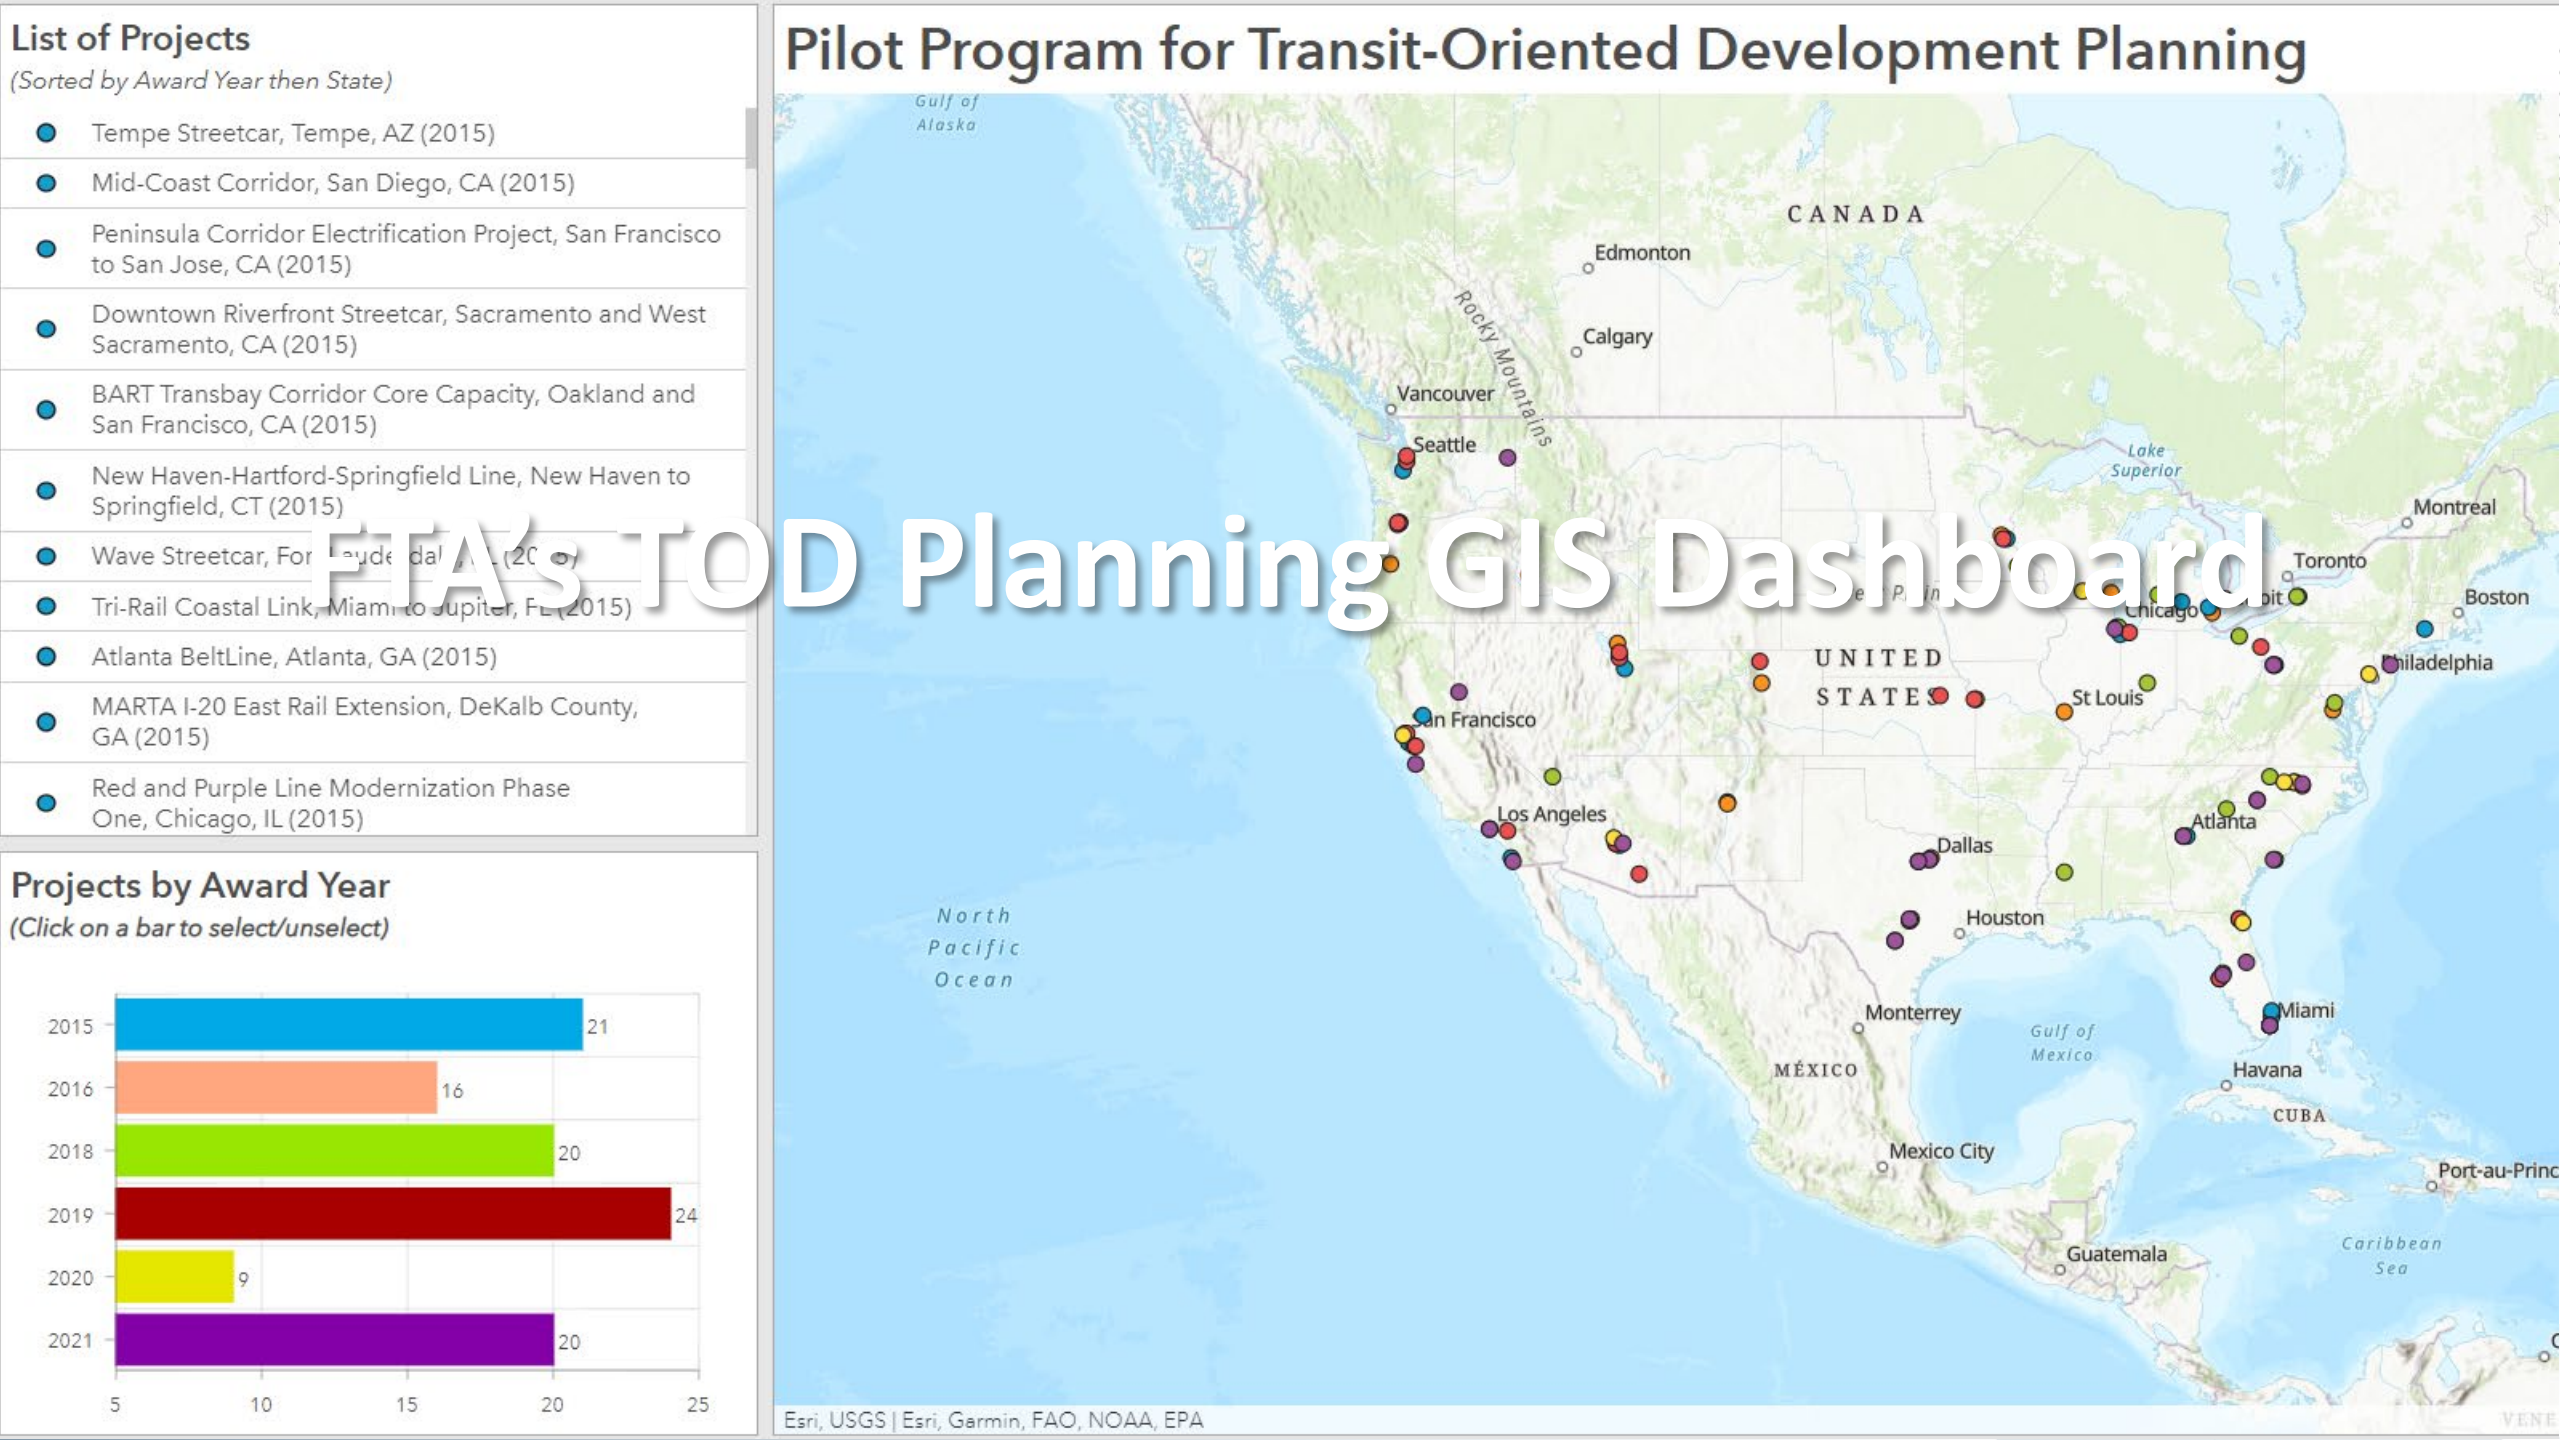 List of Projects
(Sorted by Award Year then State)
Tempe Streetcar, Tempe, AZ (2015)
Mid-Coast Corridor, San Diego, CA (2015)
Peninsula Corridor Electrification Project, San Francisco
to San Jose, CA (2015)
Downtown Riverfront Streetcar, Sacramento and West
Sacramento, CA (2015)
BART Transbay Corridor Core Capacity, Oakland and
San Francisco, CA (2015)
New Haven-Hartford-Springfield Line, New Haven to
Springfield, CT (2015)
Wave Streetcar,
Tri-Rail Coastal Link, Miami to Jupiter, FL (2015)
Atlanta BeltLine, Atlanta, GA (2015)
MARTA I-20 East Rail Extension, DeKalb County,
GA (2015)
Red and Purple Line Modernization Phase
One, Chicago, IL (2015)
FTA's TOD Planning GIS Dashboard
Projects by Award Year
(Click on a bar to select/unselect)
2015 21
2016 16
2018 20
2019 24
2020 9
2021 20
5 10 15 20 25
Pilot Program for Transit-Oriented Development Planning
Gulf of
Alaska
CANADA
Edmonton
Rocky Mountains
Calgary
Vancouver
Seattle
Lake
Superior
Montreal
Toronto
Boston
Chicago
Philadelphia
UNITED
STATES
St Louis
San Francisco
Los Angeles
Atlanta
Dallas
Houston
North
Pacific
Ocean
Monterrey
Miami
Gulf of
Mexico
MÉXICO
Havana
CUBA
Mexico City
Port-au-Princ
Guatemala
Caribbean
Sea
Esri, USGS | Esri, Garmin, FAO, NOAA, EPA
VENE